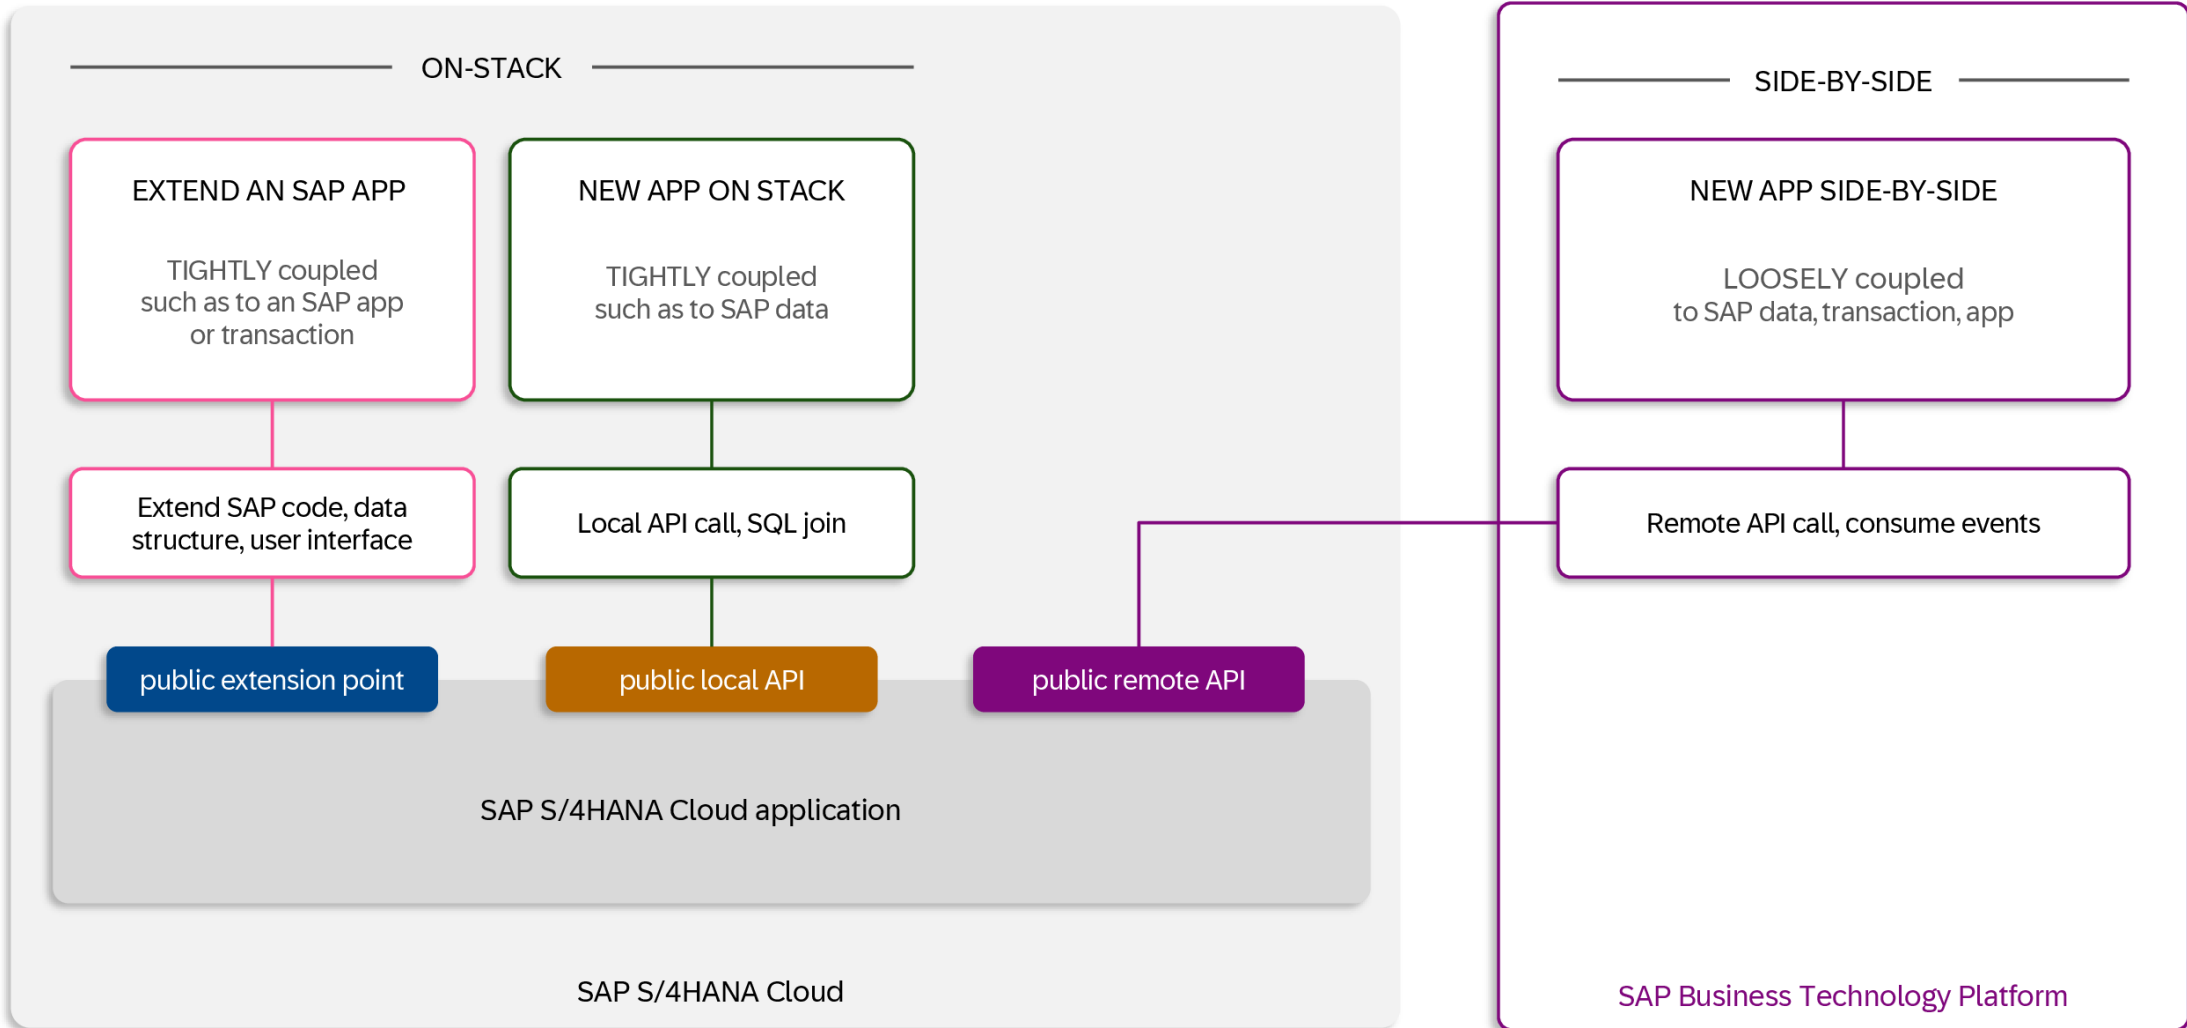 ON-STACK
EXTEND AN SAP APP
TIGHTLY coupled
such as to an SAP app
or transaction
NEW APP ON STACK
TIGHTLY coupled
such as to SAP data
Extend SAP code, data
structure, user interface
Local API call, SQL join
public extension point
public local API
public remote API
SAP S/4HANA Cloud application
SAP S/4HANA Cloud
SIDE-BY-SIDE
NEW APP SIDE-BY-SIDE
LOOSELY coupled
to SAP data, transaction, app
Remote API call, consume events
SAP Business Technology Platform